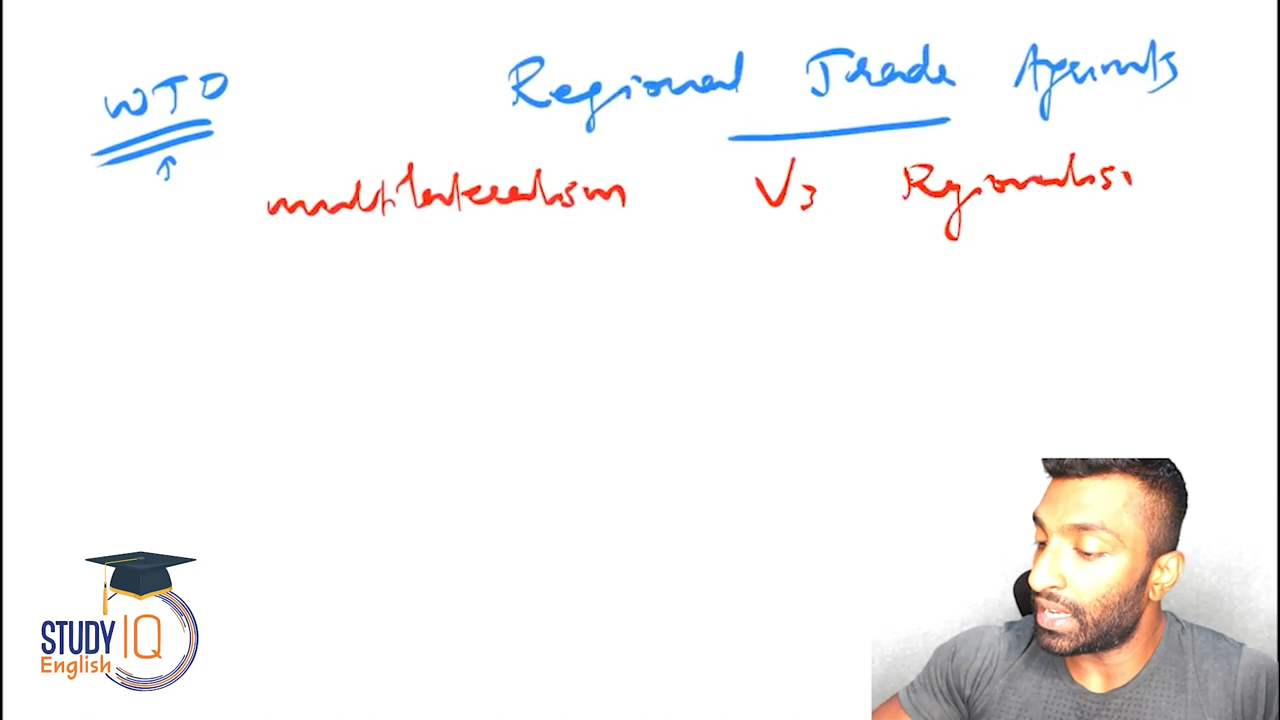 WTO Regional Trade Agreements
multilateralism Vs Regionalism
STUDY IQ
English